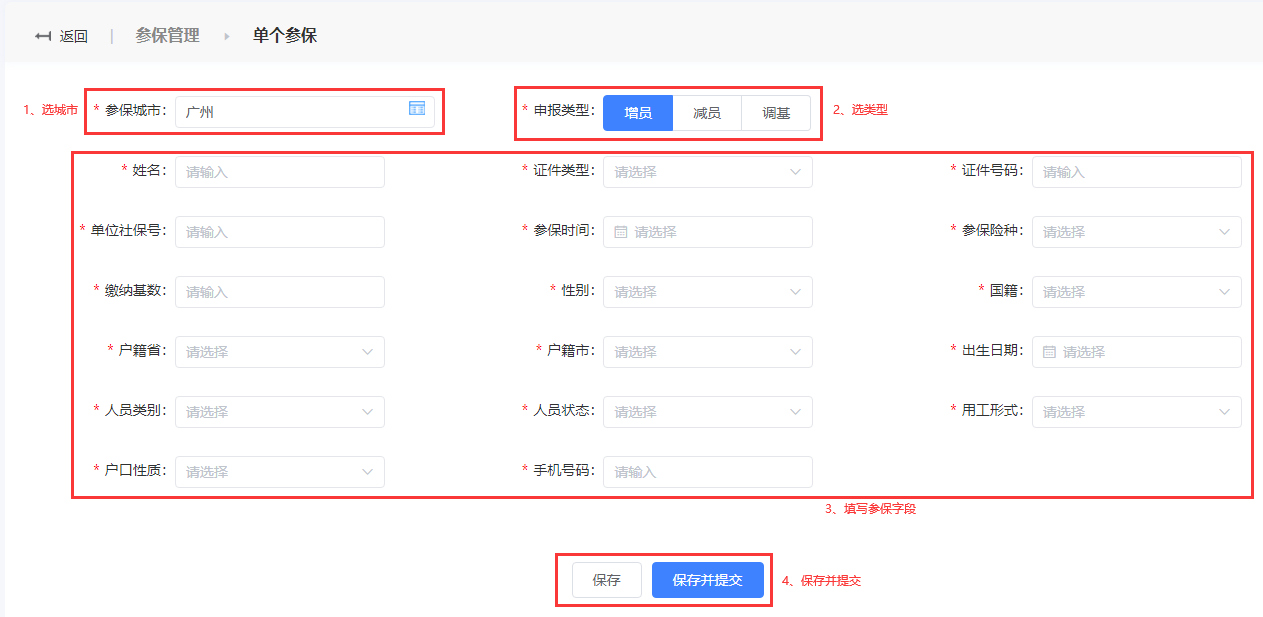 返回 | 参保管理 单个参保
1、选城市 * 参保城市: 广州 * 申报类型: 增员 减员 调基 2、选类型
* 姓名: 请输入 * 证件类型: 请选择 * 证件号码: 请输入
* 单位社保号: 请输入 * 参保时间: 请选择 * 参保险种: 请选择
* 缴纳基数: 请输入 * 性别: 请选择 * 国籍: 请选择
* 户籍省: 请选择 * 户籍市: 请选择 * 出生日期: 请选择
* 人员类别: 请选择 * 人员状态: 请选择 * 用工形式: 请选择
* 户口性质: 请选择 * 手机号码: 请输入
3、填写参保字段
保存 保存并提交 4、保存并提交